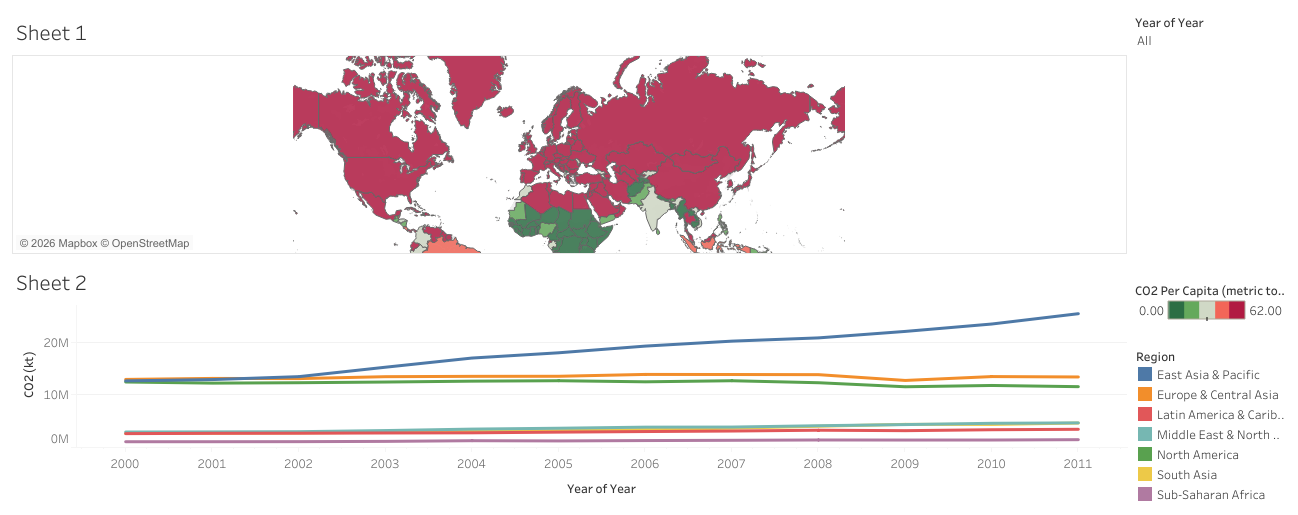 Sheet 1
Year of Year
All
© 2026 Mapbox © OpenStreetMap
Sheet 2
CO2 Per Capita (metric to..
0.00
62.00
Region
East Asia & Pacific
Europe & Central Asia
Latin America & Carib..
Middle East & North ..
North America
South Asia
Sub-Saharan Africa
CO2 (kt)
20M
10M
0M
2000 2001 2002 2003 2004 2005 2006 2007 2008 2009 2010 2011
Year of Year